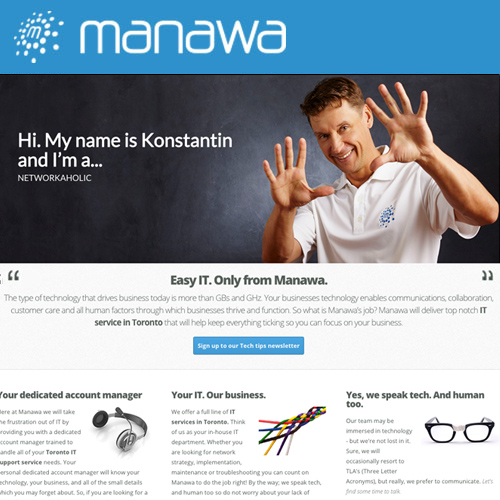 m manawa
Hi. My name is Konstantin
and I'm a...
NETWORKAHOLIC
“ Easy IT. Only from Manawa. ”
The type of technology that drives business today is more than GBs and GHz. Your businesses technology enables communications, collaboration,
customer care and all human factors through which businesses thrive and function. So what is Manawa's job? Manawa will deliver top notch IT
service in Toronto that will help keep everything ticking so you can focus on your business.
Sign up to our Tech tips newsletter
Your dedicated account manager
Here at Manawa we will take
the frustration out of IT by
providing you with a dedicated
account manager trained to
handle all of your Toronto IT
support service needs. Your
personal dedicated account manager will know your
technology, your business, and all of the small details
which you may forget about. So, if you are looking for a
Your IT. Our business.
We offer a full line of IT
services in Toronto. Think
of us as your in-house IT
department. Whether you
are looking for network
strategy, implementation,
maintenance or troubleshooting you can count on
Manawa to do the job right! By the way; we speak tech,
and human too so do not worry about your lack of
Yes, we speak tech. And human
too.
Our team may be
immersed in technology
- but we're not lost in it.
Sure, we will
occasionally resort to
TLA's (Three Letter
Acronyms), but really, we prefer to communicate. Let's
find some time to talk.